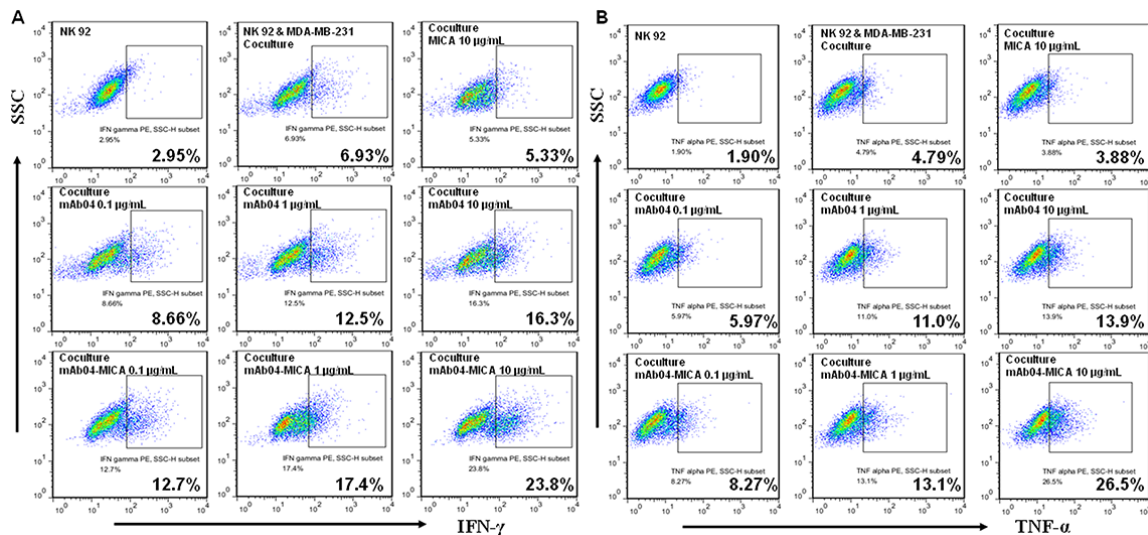 A
NK 92
IFN gamma PE, SSC-H subset
2.95%
2.95%
NK 92 & MDA-MB-231
Coculture
IFN gamma PE, SSC-H subset
6.93%
6.93%
Coculture
MICA 10 µg/mL
IFN gamma PE, SSC-H subset
5.33%
5.33%
SSC
Coculture
mAb04 0.1 µg/mL
IFN gamma PE, SSC-H subset
8.66%
8.66%
Coculture
mAb04 1 µg/mL
IFN gamma PE, SSC-H subset
12.5%
12.5%
Coculture
mAb04 10 µg/mL
IFN gamma PE, SSC-H subset
16.3%
16.3%
Coculture
mAb04-MICA 0.1 µg/mL
IFN gamma PE, SSC-H subset
12.7%
12.7%
Coculture
mAb04-MICA 1 µg/mL
IFN gamma PE, SSC-H subset
17.4%
17.4%
Coculture
mAb04-MICA 10 µg/mL
IFN gamma PE, SSC-H subset
23.8%
23.8%
10⁰ 10¹ 10² 10³ 10⁴
IFN-γ
B
NK 92
TNF alpha PE, SSC-H subset
1.90%
1.90%
NK 92 & MDA-MB-231
Coculture
TNF alpha PE, SSC-H subset
4.79%
4.79%
Coculture
MICA 10 µg/mL
TNF alpha PE, SSC-H subset
3.88%
3.88%
SSC
Coculture
mAb04 0.1 µg/mL
TNF alpha PE, SSC-H subset
5.97%
5.97%
Coculture
mAb04 1 µg/mL
TNF alpha PE, SSC-H subset
11.0%
11.0%
Coculture
mAb04 10 µg/mL
TNF alpha PE, SSC-H subset
13.9%
13.9%
Coculture
mAb04-MICA 0.1 µg/mL
TNF alpha PE, SSC-H subset
8.27%
8.27%
Coculture
mAb04-MICA 1 µg/mL
TNF alpha PE, SSC-H subset
13.1%
13.1%
Coculture
mAb04-MICA 10 µg/mL
TNF alpha PE, SSC-H subset
26.5%
26.5%
10⁰ 10¹ 10² 10³ 10⁴
TNF-α